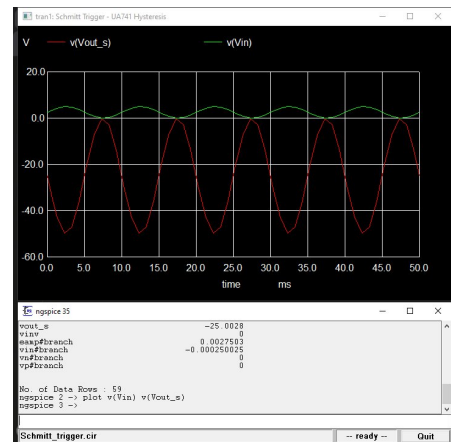 tran1: Schmitt Trigger - UA741 Hysteresis
V v(Vout_s) v(Vin)
20.0
0.0
-20.0
-40.0
-60.0
0.0 5.0 10.0 15.0 20.0 25.0 30.0 35.0 40.0 45.0 50.0
time ms
ngspice 35
vout_s -25.0028
vinv 0
eamp#branch 0.0027503
vin#branch -0.000250025
vn#branch 0
vp#branch 0
No. of Data Rows : 59
ngspice 2 -> plot v(Vin) v(Vout_s)
ngspice 3 ->
Schmitt_trigger.cir -- ready -- Quit